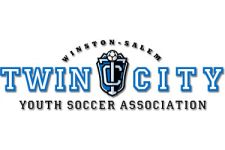 WINSTON-SALEM
TWIN CITY
YOUTH SOCCER ASSOCIATION